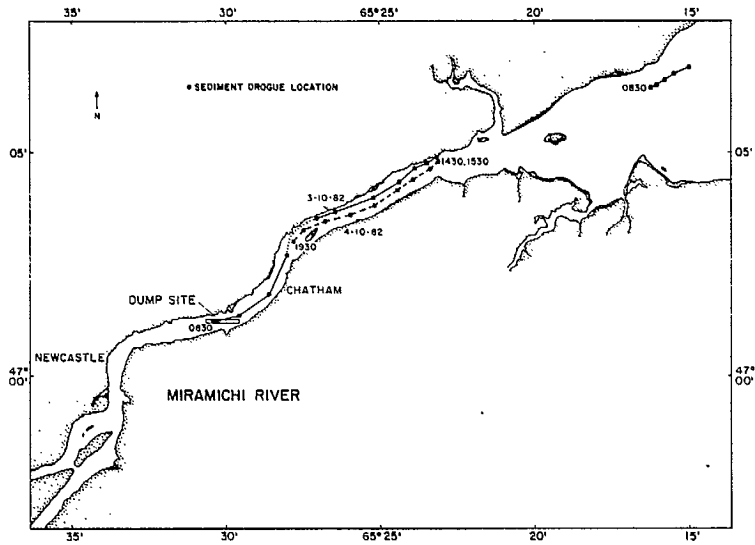 35' 30' 65°25' 20' 15'
• SEDIMENT DROGUE LOCATION
0830
N
05' 05'
1430,1530
3-10-82
4-10-82
1930
CHATHAM
DUMP SITE
0830
NEWCASTLE
47° 00' 47° 00'
MIRAMICHI RIVER
35' 30' 65°25' 20' 15'